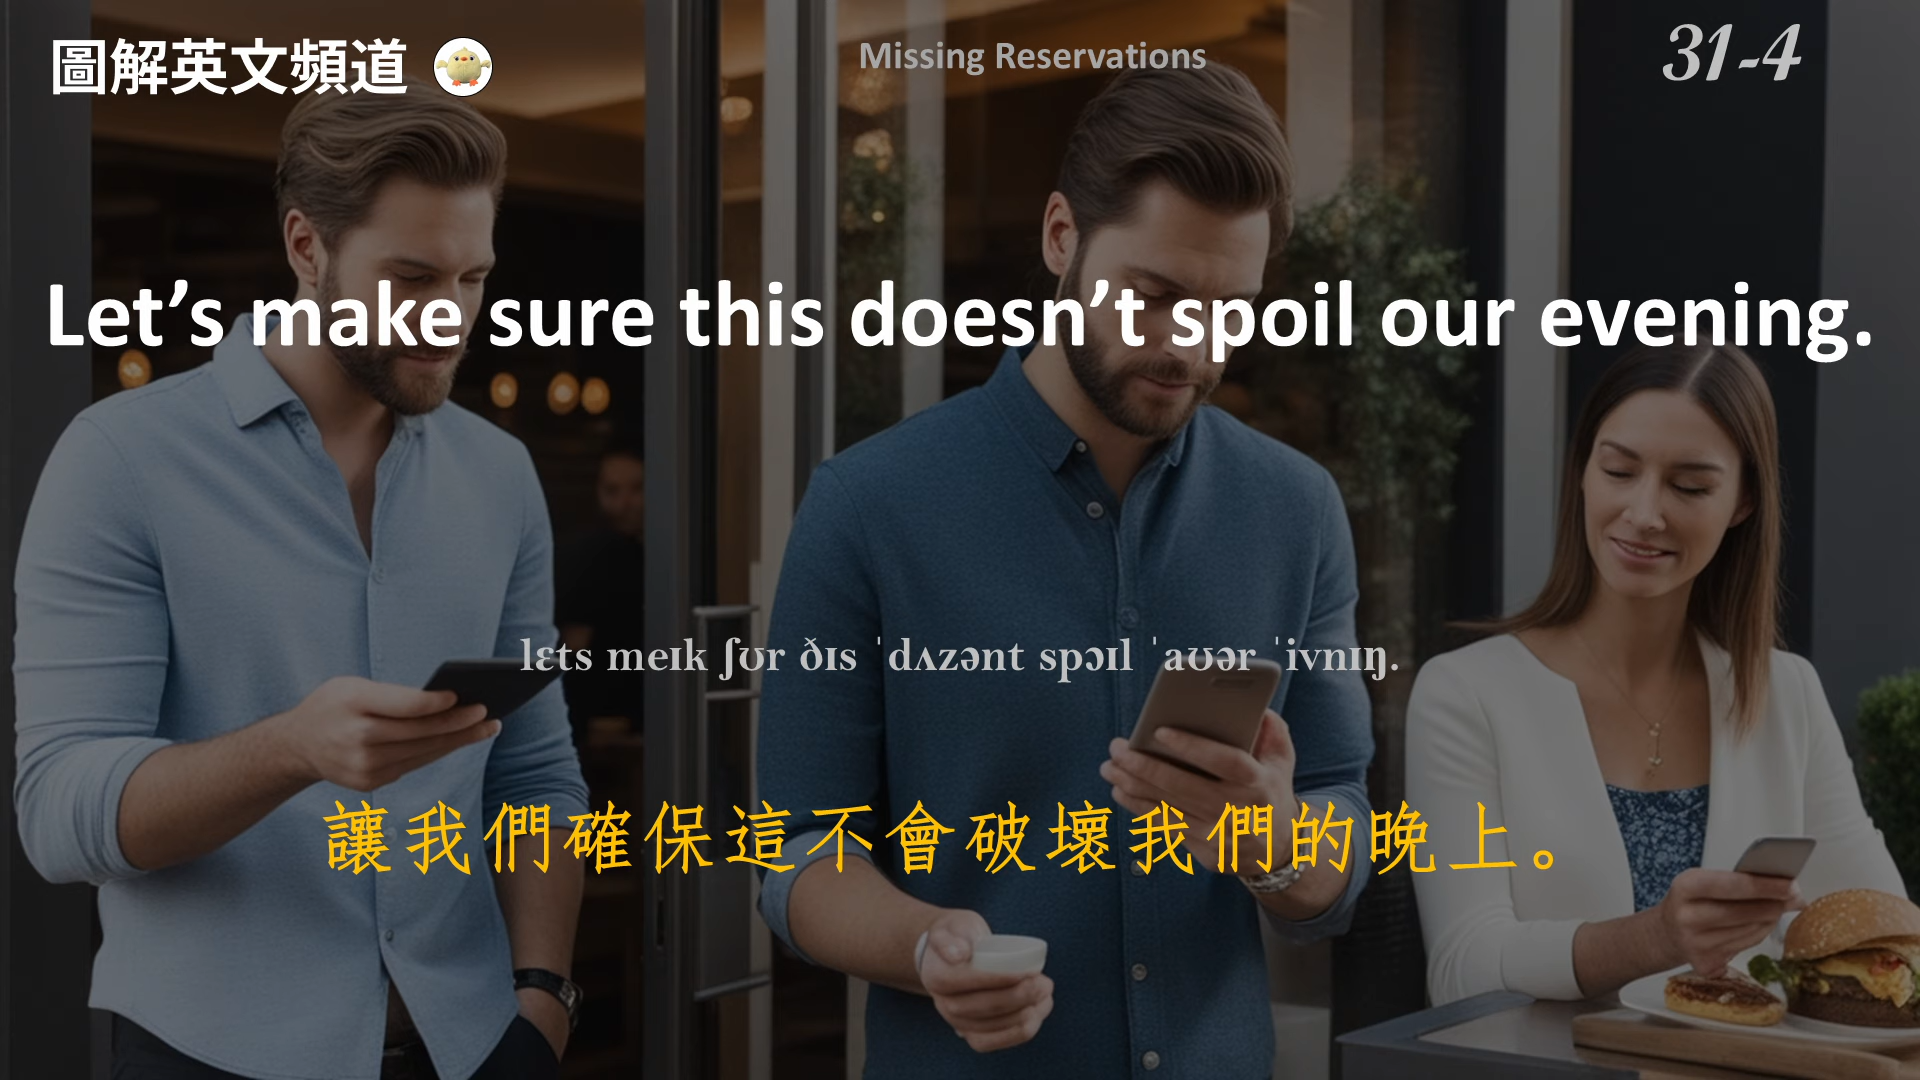 圖解英文頻道
Missing Reservations
31-4
Let’s make sure this doesn’t spoil our evening.
lɛts meɪk ʃʊr ðɪs ˈdʌzənt spɔɪl ˈaʊər ˈivnɪŋ.
讓我們確保這不會破壞我們的晚上。